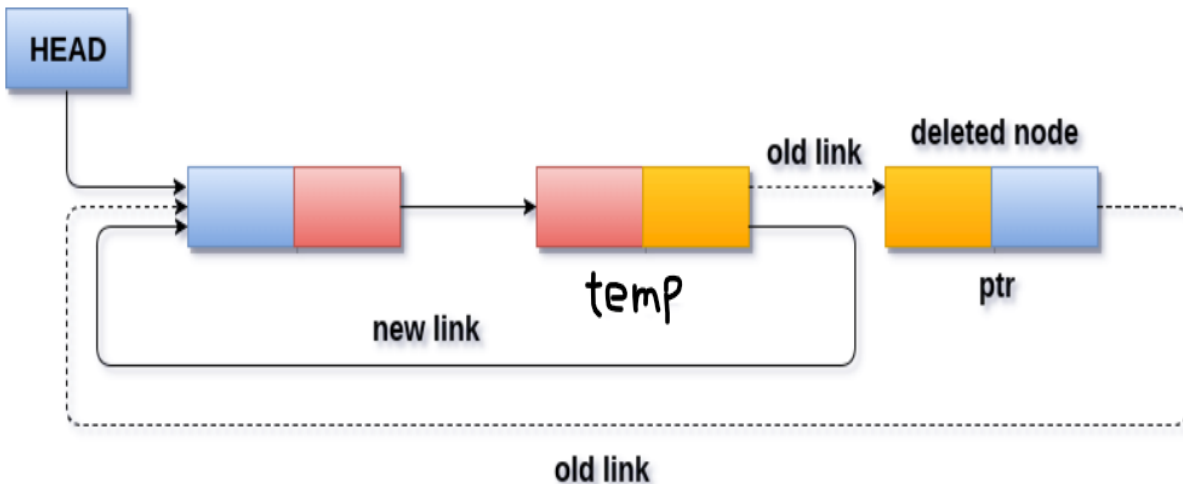 HEAD
deleted node
old link
temp
ptr
new link
old link